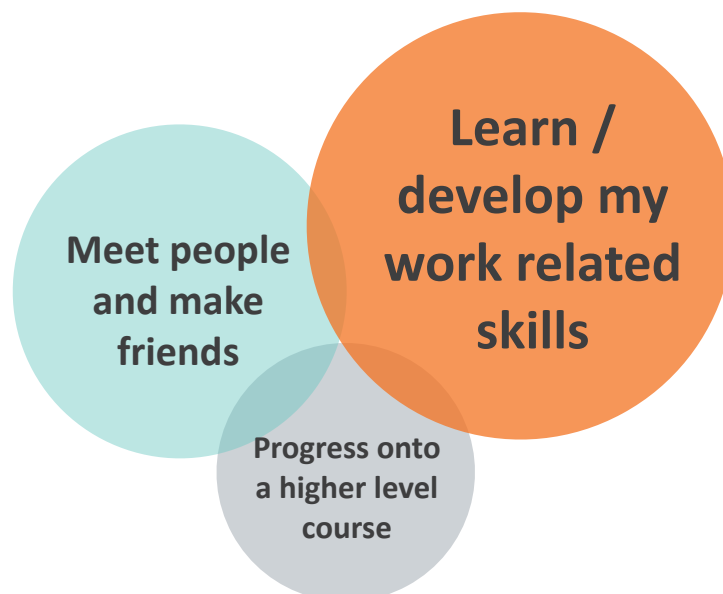 Learn /
develop my
work related
skills
Meet people
and make
friends
Progress onto
a higher level
course